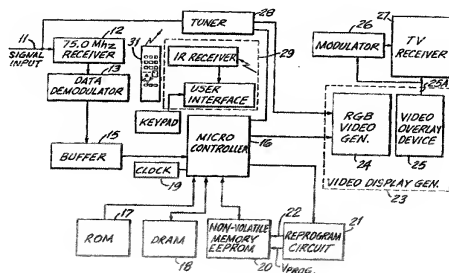 11
SIGNAL
INPUT
12
75.0 Mhz
RECEIVER
13
DATA
DEMODULATOR
15
BUFFER
31
TUNER
28
IR RECEIVER
29
USER
INTERFACE
KEYPAD
MICRO
CONTROLLER
16
CLOCK
19
ROM
17
DRAM
18
NON-VOLATILE
MEMORY
EEPROM
20
22
REPROGRAM
CIRCUIT
21
VPROG.
26
MODULATOR
27
TV
RECEIVER
25A
RGB
VIDEO
GEN.
24
VIDEO
OVERLAY
DEVICE
25
VIDEO DISPLAY GEN.
23